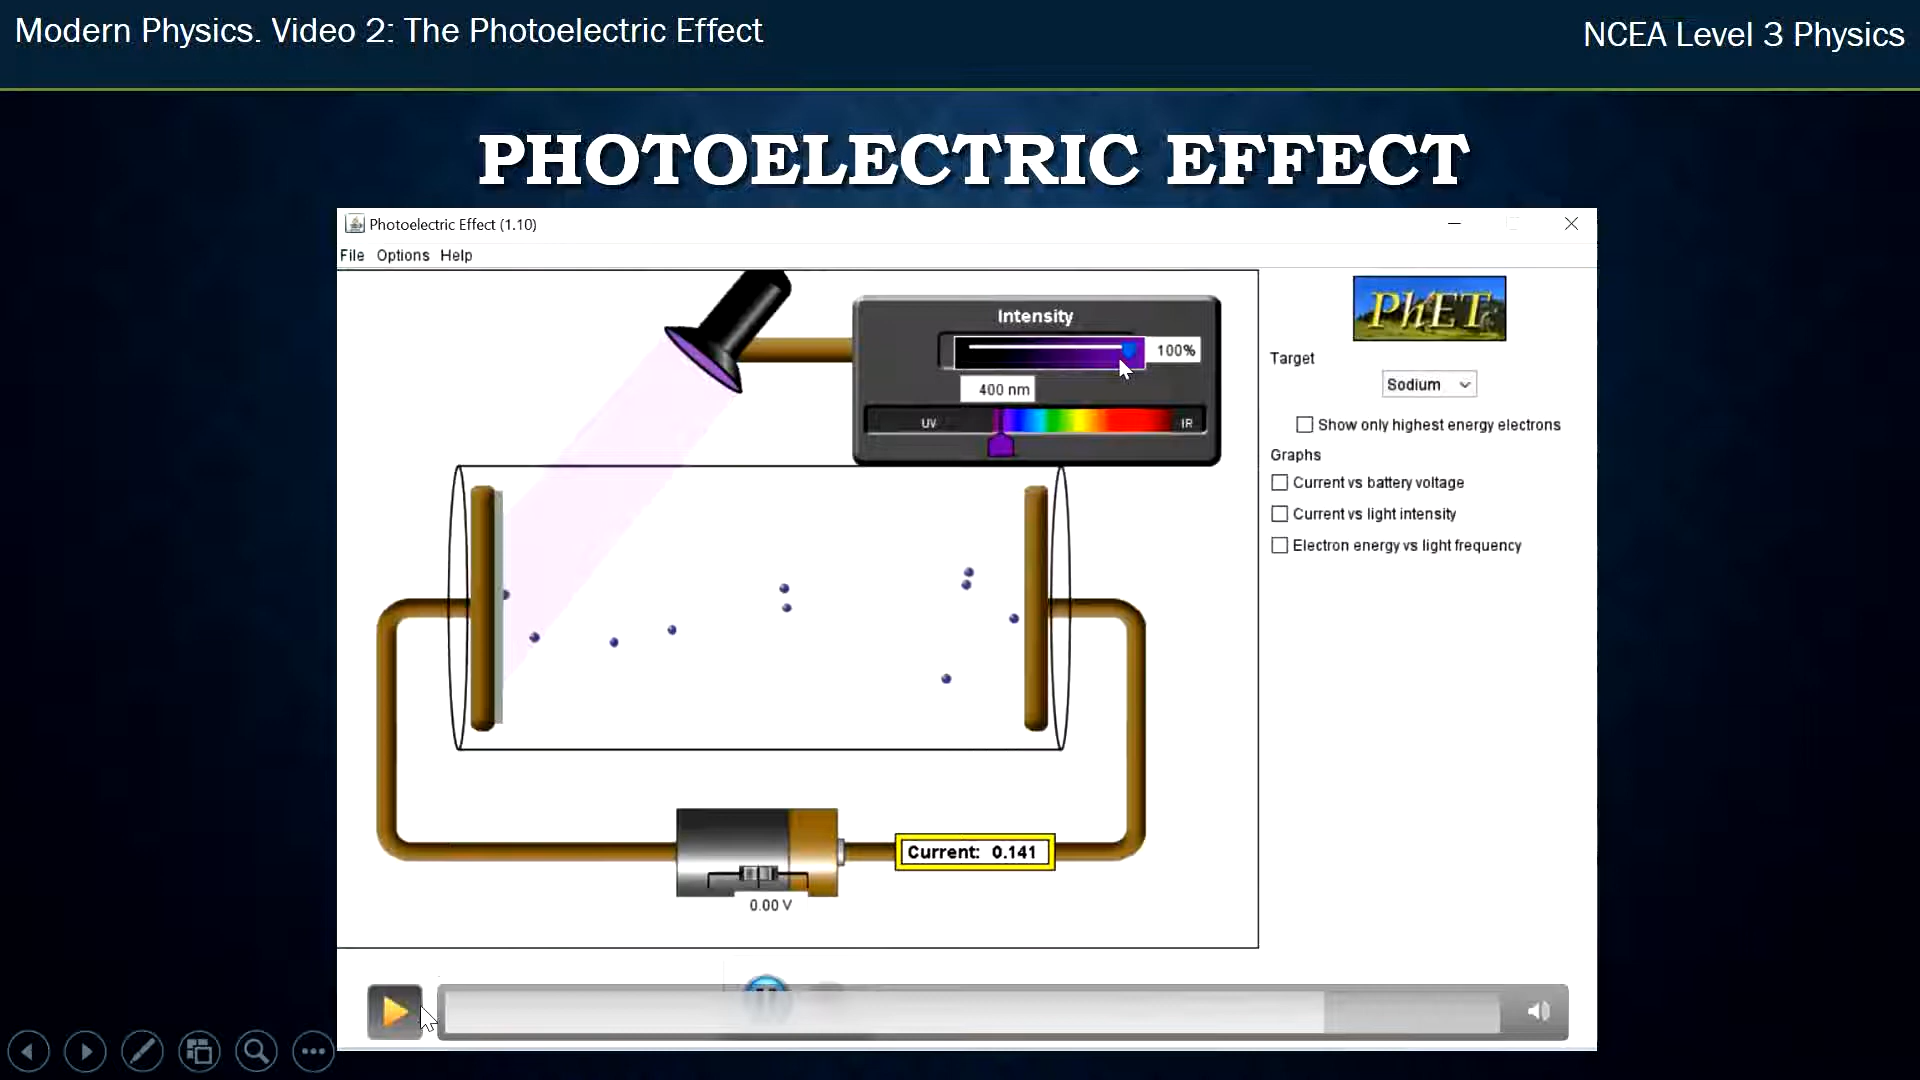 Modern Physics. Video 2: The Photoelectric Effect
NCEA Level 3 Physics
PHOTOELECTRIC EFFECT
Photoelectric Effect (1.10)
File Options Help
Intensity
100%
400 nm
UV
IR
PhET
Target
Sodium
Show only highest energy electrons
Graphs
Current vs battery voltage
Current vs light intensity
Electron energy vs light frequency
Current: 0.141
0.00 V